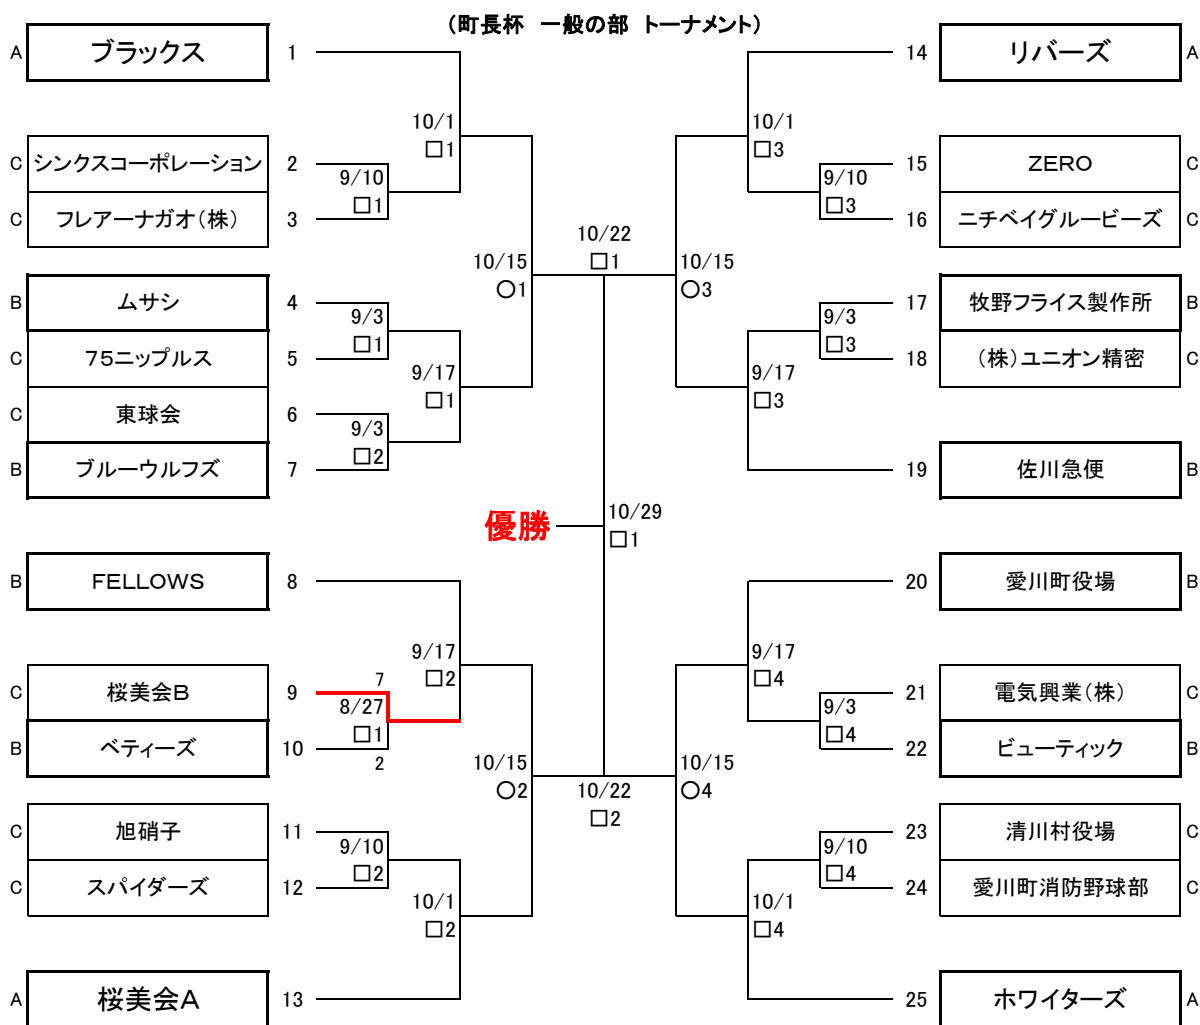 (町長杯 一般の部 トーナメント)
A ブラックス 1
10/1
□1
C シンクスコーポレーション 2
9/10
□1
C フレアーナガオ(株) 3
10/15
○1
B ムサシ 4
9/3
□1
C 75ニップルス 5
9/17
□1
C 東球会 6
9/3
□2
B ブルーウルフズ 7
B FELLOWS 8
9/17
□2
C 桜美会B 9
7
8/27
□1
B ベティーズ 10
2
10/15
○2
C 旭硝子 11
9/10
□2
C スパイダーズ 12
10/1
□2
A 桜美会A 13
10/22
□1
優勝
10/29
□1
10/22
□2
14 リバーズ A
10/1
□3
15 ZERO C
9/10
□3
16 ニチベイグルービーズ C
10/15
○3
17 牧野フライス製作所 B
9/3
□3
18 (株)ユニオン精密 C
9/17
□3
19 佐川急便 B
20 愛川町役場 B
9/17
□4
21 電気興業(株) C
9/3
□4
22 ビューティック B
10/15
○4
23 清川村役場 C
9/10
□4
24 愛川町消防野球部 C
10/1
□4
25 ホワイターズ A